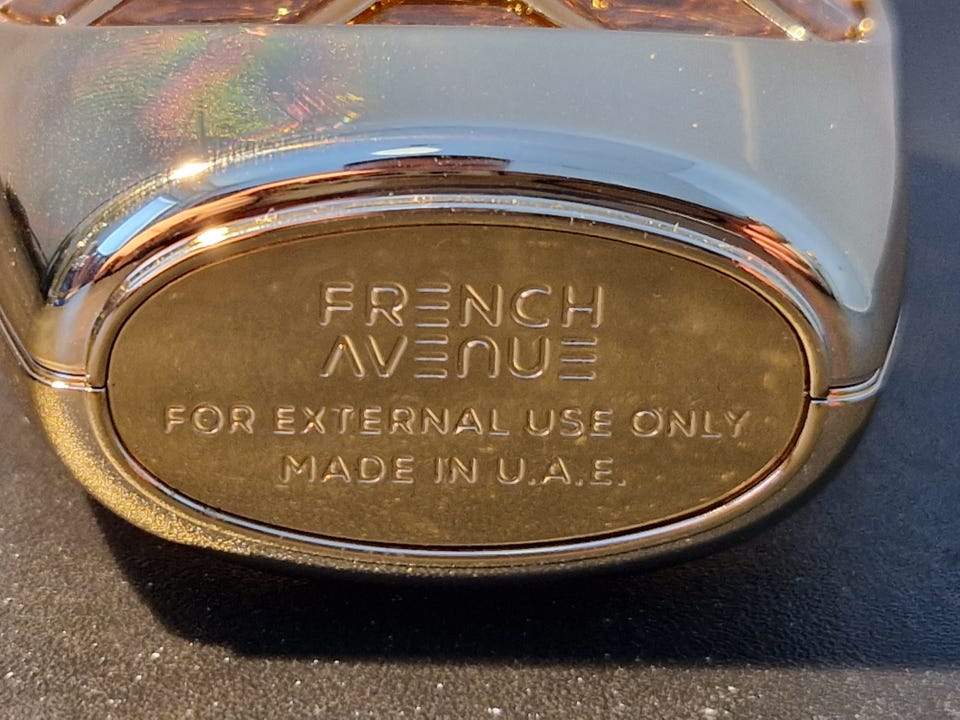 FRENCH
AVENUE
FOR EXTERNAL USE ONLY
MADE IN U.A.E.